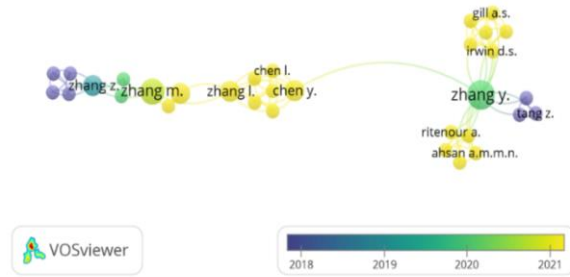 gill a.s.
irwin d.s.
chen l.
zhang z.
zhang m.
zhang l.
chen y.
zhang y.
tang z.
ritenour a.
ahsan a.m.m.n.
VOSviewer
2018 2019 2020 2021